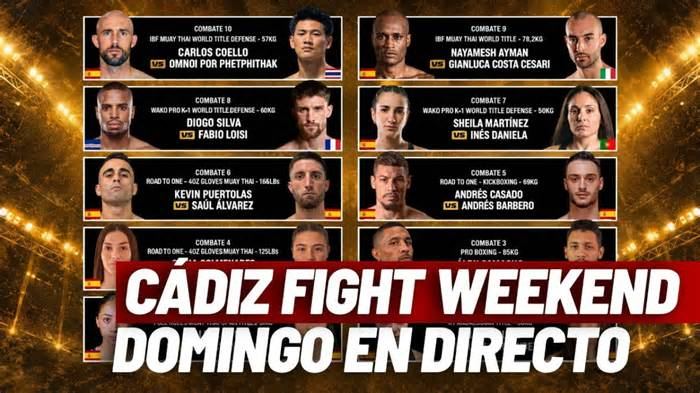 COMBATE 10
IBF MUAY THAI WORLD TITLE DEFENSE - 57KG
CARLOS COELLO
VS
OMNOI POR PHETPHITHAK
COMBATE 9
IBF MUAY THAI WORLD TITLE - 78,2KG
NAYAMESH AYMAN
VS
GIANLUCA COSTA CESARI
COMBATE 8
WAKO PRO K-1 WORLD TITLE DEFENSE - 60KG
DIOGO SILVA
VS
FABIO LOISI
COMBATE 7
WAKO PRO K-1 WORLD TITLE DEFENSE - 50KG
SHEILA MARTÍNEZ
VS
INÉS DANIELA
COMBATE 6
ROAD TO ONE - 4OZ GLOVES MUAY THAI - 166LBs
KEVIN PUERTOLAS
VS
SAÚL ÁLVAREZ
COMBATE 5
ROAD TO ONE - KICKBOXING - 69KG
ANDRÉS CASADO
VS
ANDRÉS BARBERO
COMBATE 4
ROAD TO ONE - 4OZ GLOVES MUAY THAI - 125LBs
COMBATE 3
PRO BOXING - 85KG
CÁDIZ FIGHT WEEKEND
DOMINGO EN DIRECTO